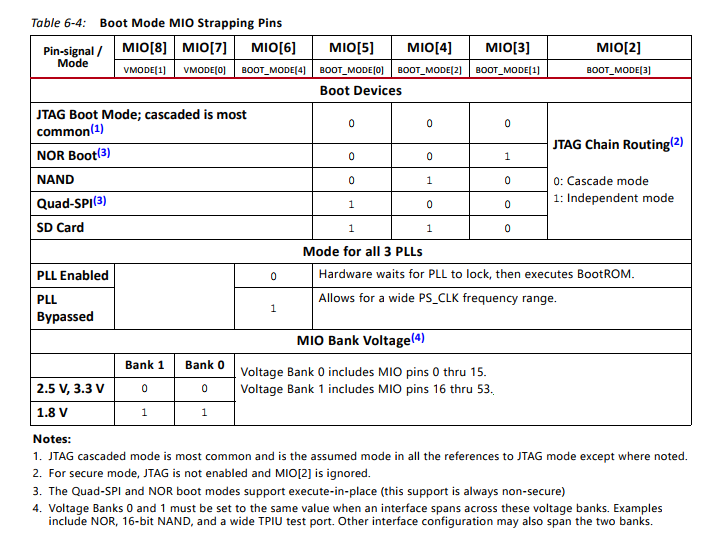 Table 6-4: Boot Mode MIO Strapping Pins
Pin-signal / Mode MIO[8] MIO[7] MIO[6] MIO[5] MIO[4] MIO[3] MIO[2]
VMODE[1] VMODE[0] BOOT_MODE[4] BOOT_MODE[0] BOOT_MODE[2] BOOT_MODE[1] BOOT_MODE[3]
Boot Devices
JTAG Boot Mode; cascaded is most
common(1) 0 0 0
JTAG Chain Routing(2)
NOR Boot(3) 0 0 1
NAND 0 1 0
0: Cascade mode
Quad-SPI(3) 1 0 0
1: Independent mode
SD Card 1 1 0
Mode for all 3 PLLs
PLL Enabled 0 Hardware waits for PLL to lock, then executes BootROM.
PLL
Bypassed 1 Allows for a wide PS_CLK frequency range.
MIO Bank Voltage(4)
Bank 1 Bank 0
Voltage Bank 0 includes MIO pins 0 thru 15.
2.5 V, 3.3 V 0 0 Voltage Bank 1 includes MIO pins 16 thru 53.
1.8 V 1 1
Notes:
1. JTAG cascaded mode is most common and is the assumed mode in all the references to JTAG mode except where noted.
2. For secure mode, JTAG is not enabled and MIO[2] is ignored.
3. The Quad-SPI and NOR boot modes support execute-in-place (this support is always non-secure)
4. Voltage Banks 0 and 1 must be set to the same value when an interface spans across these voltage banks. Examples
include NOR, 16-bit NAND, and a wide TPIU test port. Other interface configuration may also span the two banks.